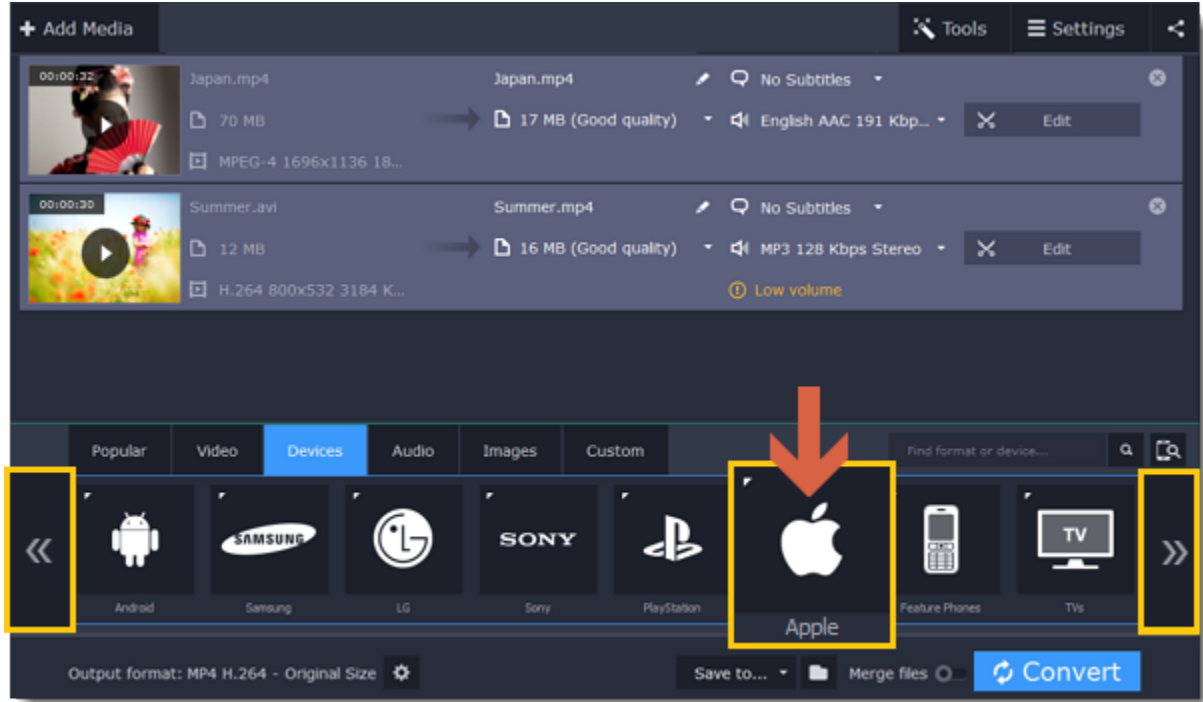 Add Media
Tools
Settings
00:00:32
Japan.mp4
Japan.mp4
No Subtitles
70 MB
17 MB (Good quality)
English AAC 191 Kbp...
Edit
MPEG-4 1696x1136 18...
00:00:30
Summer.avi
Summer.mp4
No Subtitles
12 MB
16 MB (Good quality)
MP3 128 Kbps Stereo
Edit
H.264 800x532 3184 K...
Low volume
Popular
Video
Devices
Audio
Images
Custom
Find format or device....
SAMSUNG
SONY
TV
Android
Samsung
LG
Sony
PlayStation
Apple
Feature Phones
TVs
Output format: MP4 H.264 - Original Size
Save to...
Merge files
Convert